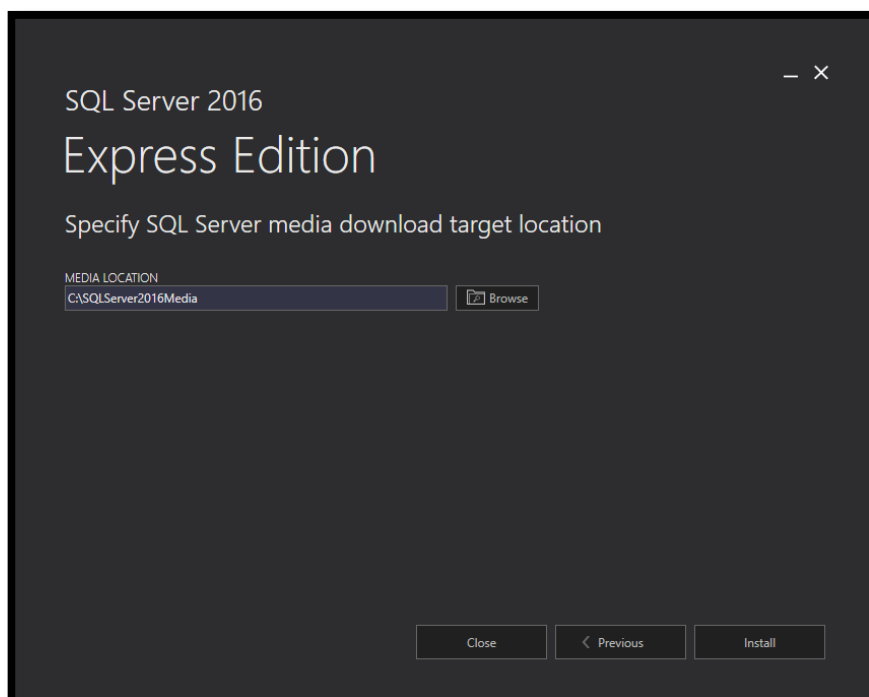 SQL Server 2016
Express Edition
Specify SQL Server media download target location
MEDIA LOCATION
C:\SQLServer2016Media
Browse
Close
Previous
Install